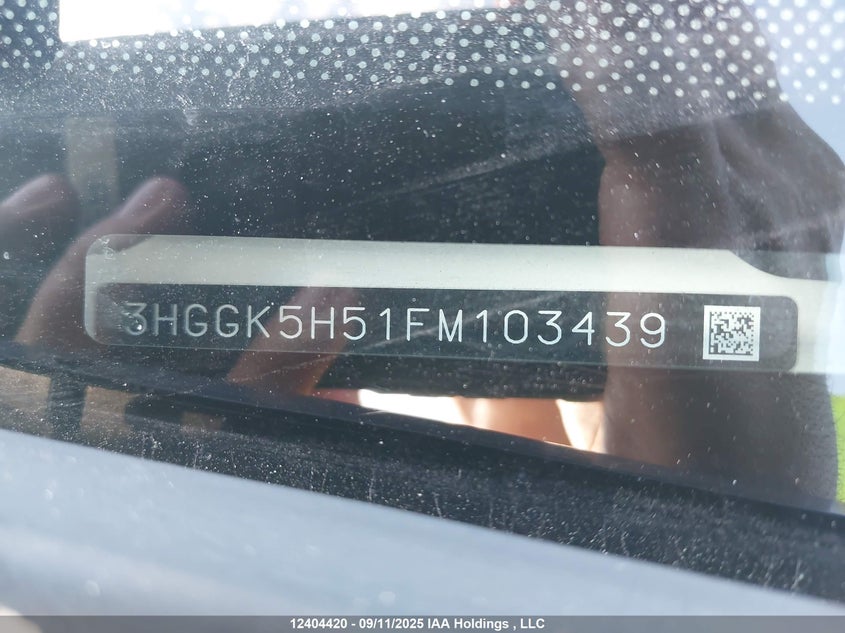 3HGGK5H51FM103439
12404420 - 09/11/2025 IAA Holdings , LLC